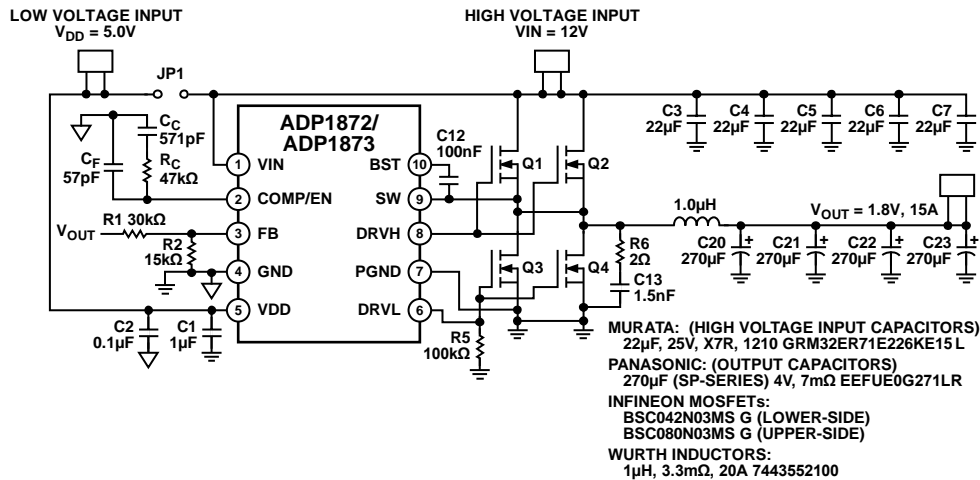 LOW VOLTAGE INPUT
VDD = 5.0V
HIGH VOLTAGE INPUT
VIN = 12V
JP1
CC
571pF
CF
57pF
RC
47kΩ
VOUT
R1 30kΩ
R2
15kΩ
C2
0.1µF
C1
1µF
ADP1872/
ADP1873
1 VIN
2 COMP/EN
3 FB
4 GND
5 VDD
BST 10
SW 9
DRVH 8
PGND 7
DRVL 6
C12
100nF
Q1
Q2
Q3
Q4
R5
100kΩ
R6
2Ω
C13
1.5nF
1.0µH
C3
22µF
C4
22µF
C5
22µF
C6
22µF
C7
22µF
VOUT = 1.8V, 15A
C20
270µF
+
C21
270µF
+
C22
270µF
+
C23
270µF
+
MURATA: (HIGH VOLTAGE INPUT CAPACITORS)
22µF, 25V, X7R, 1210 GRM32ER71E226KE15 L
PANASONIC: (OUTPUT CAPACITORS)
270µF (SP-SERIES) 4V, 7mΩ EEFUE0G271LR
INFINEON MOSFETs:
BSC042N03MS G (LOWER-SIDE)
BSC080N03MS G (UPPER-SIDE)
WURTH INDUCTORS:
1µH, 3.3mΩ, 20A 7443552100